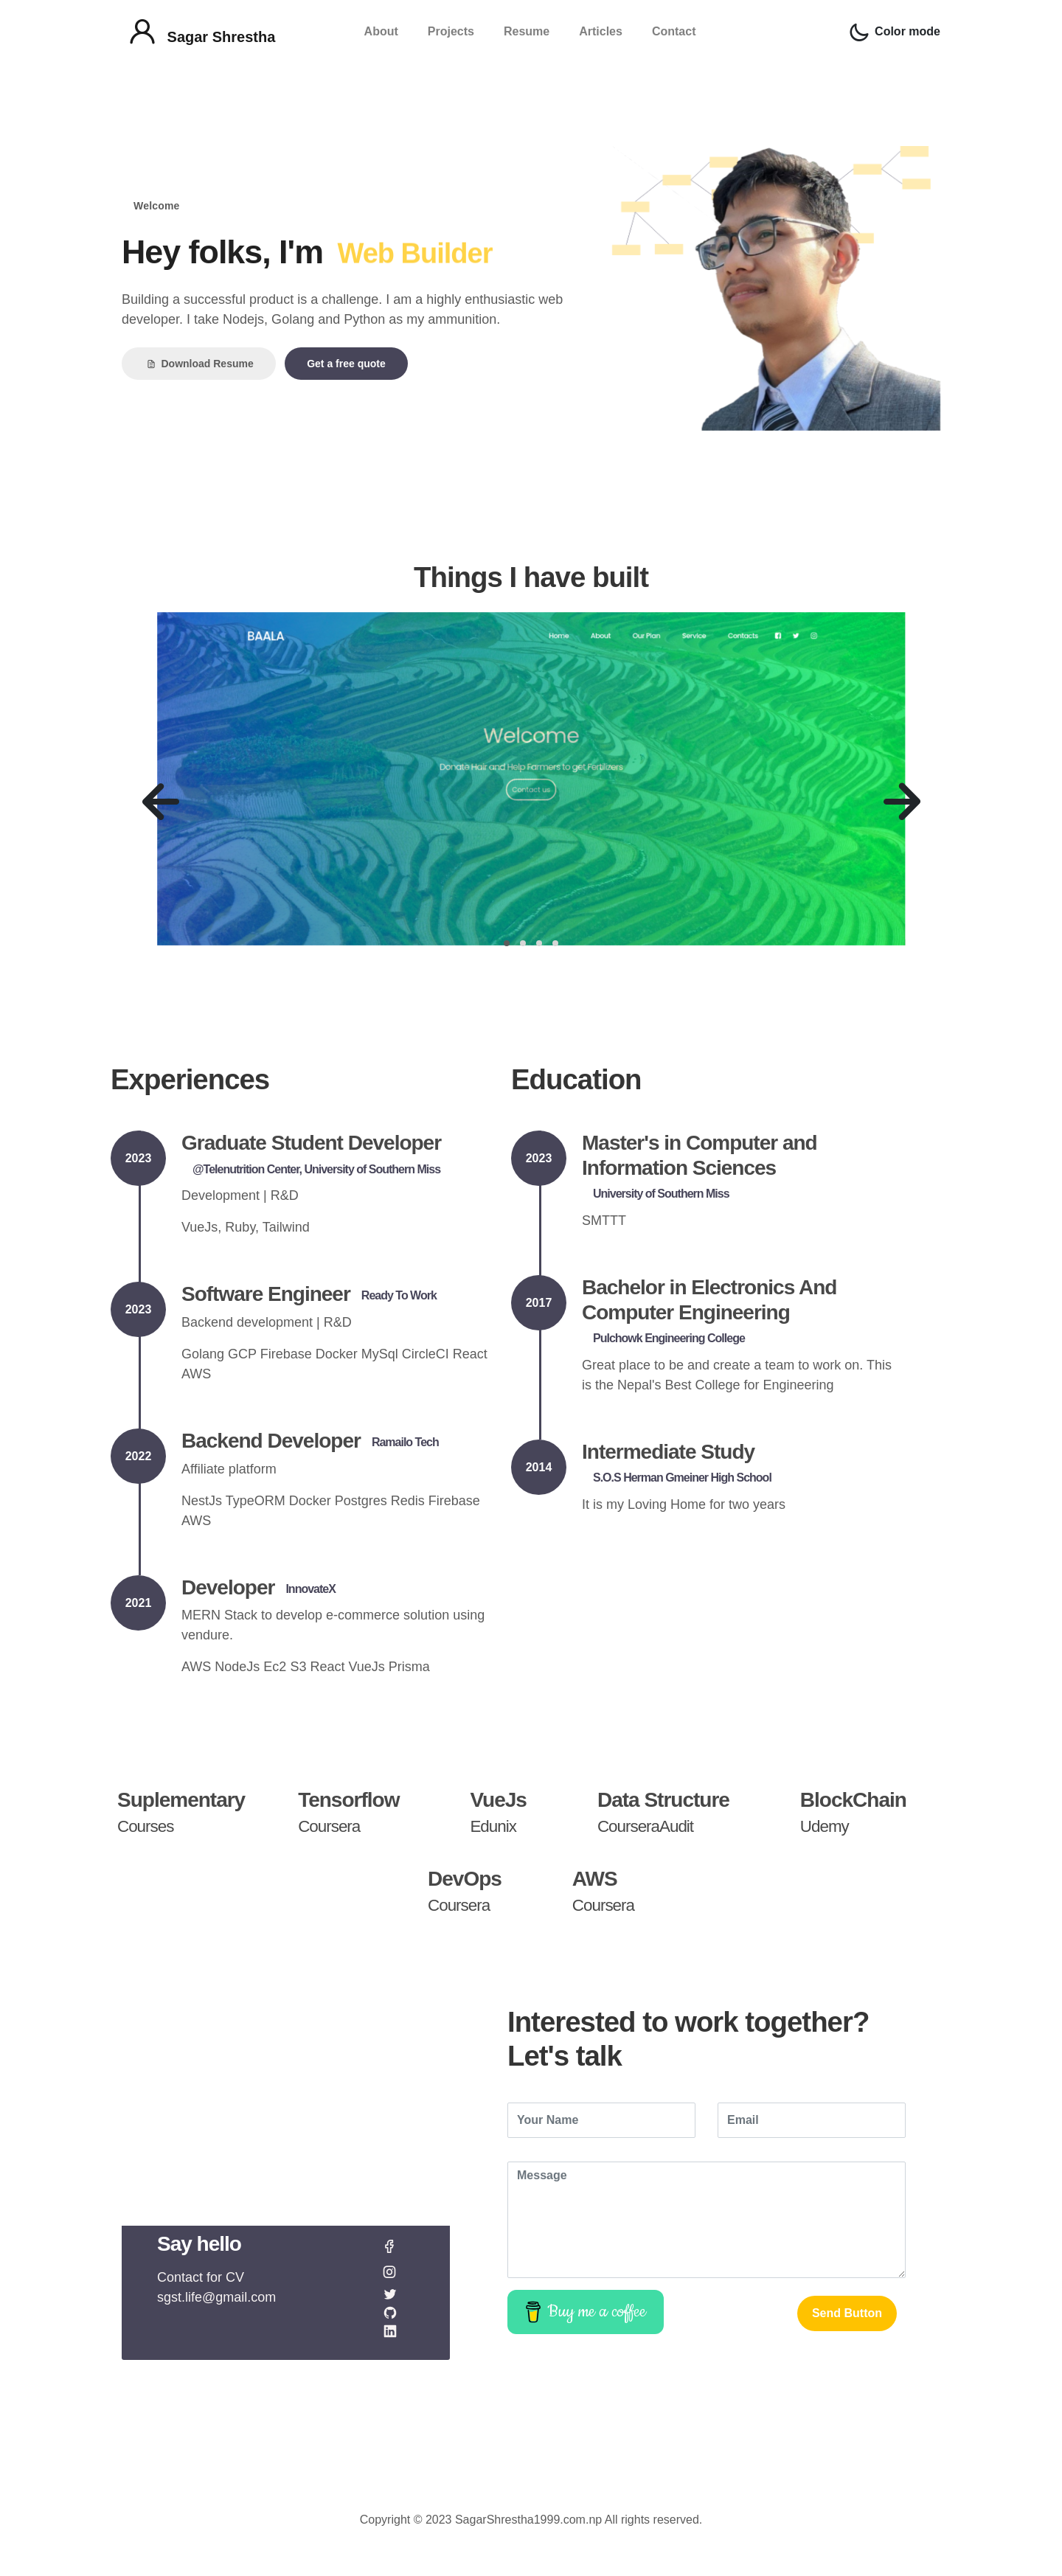 Sagar Shrestha
About
Projects
Resume
Articles
Contact
Color mode
Welcome
Hey folks, I'm Web Builder
Building a successful product is a challenge. I am a highly enthusiastic web
developer. I take Nodejs, Golang and Python as my ammunition.
Download Resume
Get a free quote
Things I have built
BAALA
Home
About
Our Plan
Service
Contacts
Welcome
Donate Hair and Help Farmers to get Fertilizers
Contact us
Experiences
2023
Graduate Student Developer
@Telenutrition Center, University of Southern Miss
Development | R&D
VueJs, Ruby, Tailwind
2023
Software Engineer Ready To Work
Backend development | R&D
Golang GCP Firebase Docker MySql CircleCI React
AWS
2022
Backend Developer Ramailo Tech
Affiliate platform
NestJs TypeORM Docker Postgres Redis Firebase
AWS
2021
Developer InnovateX
MERN Stack to develop e-commerce solution using
vendure.
AWS NodeJs Ec2 S3 React VueJs Prisma
Education
2023
Master's in Computer and
Information Sciences
University of Southern Miss
SMTTT
2017
Bachelor in Electronics And
Computer Engineering
Pulchowk Engineering College
Great place to be and create a team to work on. This
is the Nepal's Best College for Engineering
2014
Intermediate Study
S.O.S Herman Gmeiner High School
It is my Loving Home for two years
Suplementary
Courses
Tensorflow
Coursera
VueJs
Edunix
Data Structure
CourseraAudit
BlockChain
Udemy
DevOps
Coursera
AWS
Coursera
Say hello
Contact for CV
sgst.life@gmail.com
Interested to work together?
Let's talk
Your Name
Email
Message
Buy me a coffee
Send Button
Copyright © 2023 SagarShrestha1999.com.np All rights reserved.